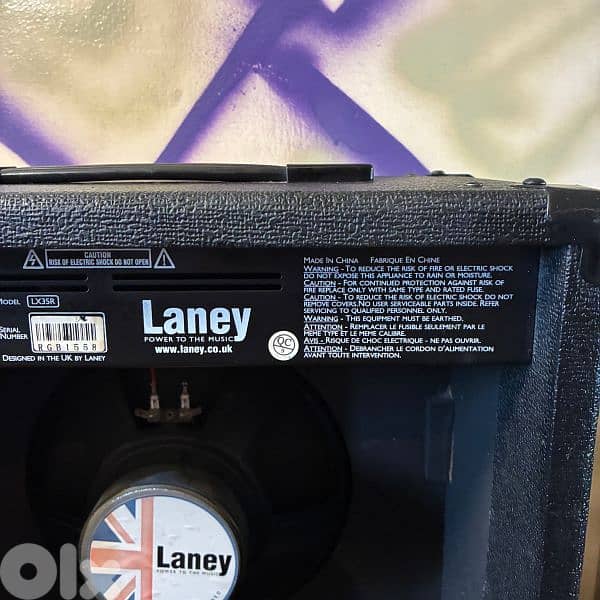 CAUTION
RISK OF ELECTRIC SHOCK DO NOT OPEN
MODEL LX35R
SERIAL
NUMBER
RGB1558
DESIGNED IN THE UK BY LANEY
Laney
POWER TO THE MUSIC
www.laney.co.uk
QC
MADE IN CHINA FABRIQUE EN CHINE
WARNING - TO REDUCE THE RISK OF FIRE OR ELECTRIC SHOCK
DO NOT EXPOSE THIS APPLIANCE TO RAIN OR MOISTURE.
CAUTION - FOR CONTINUED PROTECTION AGAINST RISK OF
FIRE REPLACE ONLY WITH SAME TYPE AND RATED FUSE.
CAUTION - TO REDUCE THE RISK OF ELECTRIC SHOCK DO NOT
REMOVE COVERS.NO USER SERVICEABLE PARTS INSIDE. REFER
SERVICING TO QUALIFIED PERSONNEL ONLY.
WARNING - THIS EQUIPMENT MUST BE EARTHED.
ATTENTION - REMPLACER LE FUSIBLE SEULEMENT PAR LE
MEME TYPE ET LE MEME CALIBRE.
AVIS - RISQUE DE CHOC ELECTRIQUE - NE PAS OUVRIR.
ATTENTION - DEBRANCHER LE CORDON D'ALIMENTATION
AVANT TOUTE INTERVENTION.
Laney
POWER TO THE MUSIC
olx